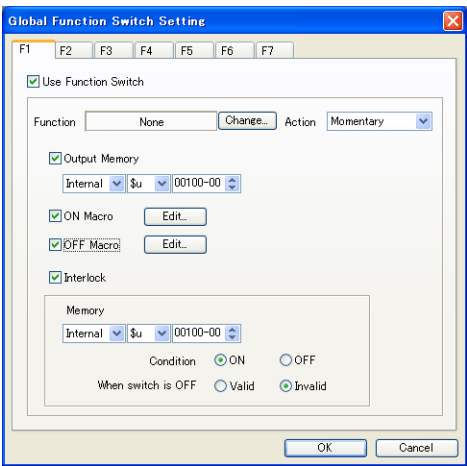 Global Function Switch Setting
F1 F2 F3 F4 F5 F6 F7
Use Function Switch
Function None Change... Action Momentary
Output Memory
Internal $u 00100-00
ON Macro Edit...
OFF Macro Edit...
Interlock
Memory
Internal $u 00100-00
Condition ON OFF
When switch is OFF Valid Invalid
OK Cancel